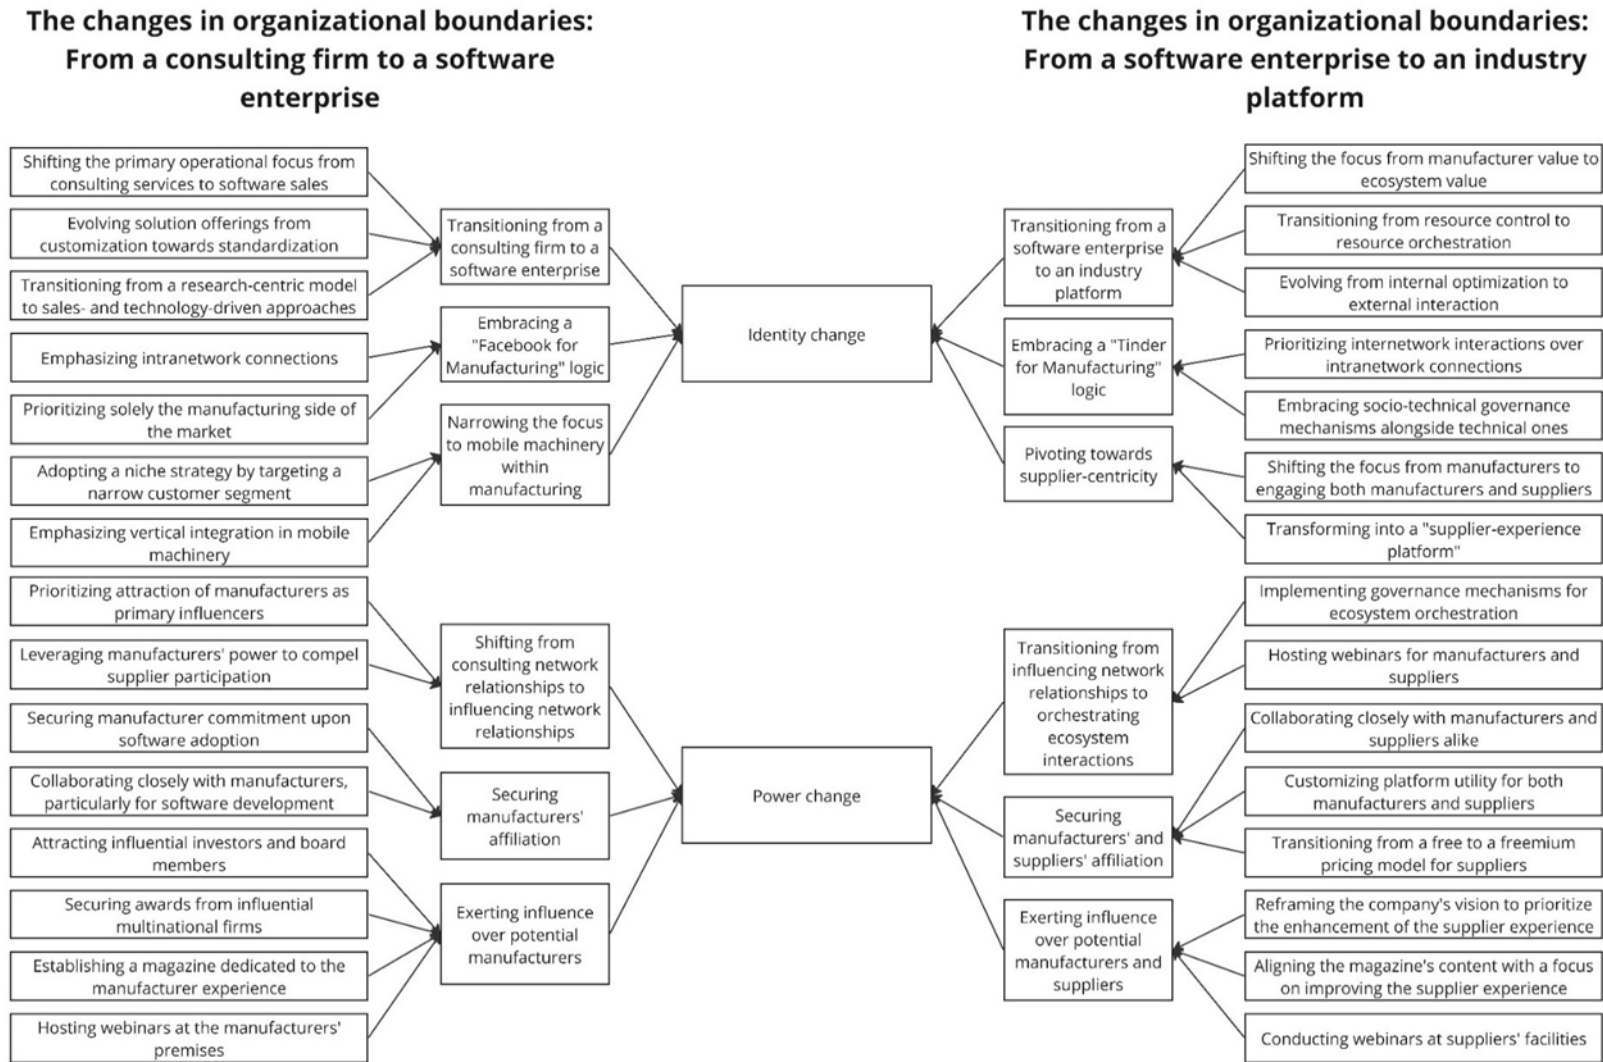 The changes in organizational boundaries:
From a consulting firm to a software
enterprise
Shifting the primary operational focus from
consulting services to software sales
Evolving solution offerings from
customization towards standardization
Transitioning from a research-centric model
to sales- and technology-driven approaches
Emphasizing intranetwork connections
Prioritizing solely the manufacturing side of
the market
Adopting a niche strategy by targeting a
narrow customer segment
Emphasizing vertical integration in mobile
machinery
Prioritizing attraction of manufacturers as
primary influencers
Leveraging manufacturers' power to compel
supplier participation
Securing manufacturer commitment upon
software adoption
Collaborating closely with manufacturers,
particularly for software development
Attracting influential investors and board
members
Securing awards from influential
multinational firms
Establishing a magazine dedicated to the
manufacturer experience
Hosting webinars at the manufacturers'
premises
Transitioning from a
consulting firm to a
software enterprise
Embracing a
"Facebook for
Manufacturing" logic
Narrowing the focus
to mobile machinery
within
manufacturing
Shifting from
consulting network
relationships to
influencing network
relationships
Securing
manufacturers'
affiliation
Exerting influence
over potential
manufacturers
Identity change
Power change
The changes in organizational boundaries:
From a software enterprise to an industry
platform
Transitioning from a
software enterprise
to an industry
platform
Embracing a "Tinder
for Manufacturing"
logic
Pivoting towards
supplier-centricity
Transitioning from
influencing network
relationships to
orchestrating
ecosystem
interactions
Securing
manufacturers' and
suppliers' affiliation
Exerting influence
over potential
manufacturers and
suppliers
Shifting the focus from manufacturer value to
ecosystem value
Transitioning from resource control to
resource orchestration
Evolving from internal optimization to
external interaction
Prioritizing internetwork interactions over
intranetwork connections
Embracing socio-technical governance
mechanisms alongside technical ones
Shifting the focus from manufacturers to
engaging both manufacturers and suppliers
Transforming into a "supplier-experience
platform"
Implementing governance mechanisms for
ecosystem orchestration
Hosting webinars for manufacturers and
suppliers
Collaborating closely with manufacturers and
suppliers alike
Customizing platform utility for both
manufacturers and suppliers
Transitioning from a free to a freemium
pricing model for suppliers
Reframing the company's vision to prioritize
the enhancement of the supplier experience
Aligning the magazine's content with a focus
on improving the supplier experience
Conducting webinars at suppliers' facilities